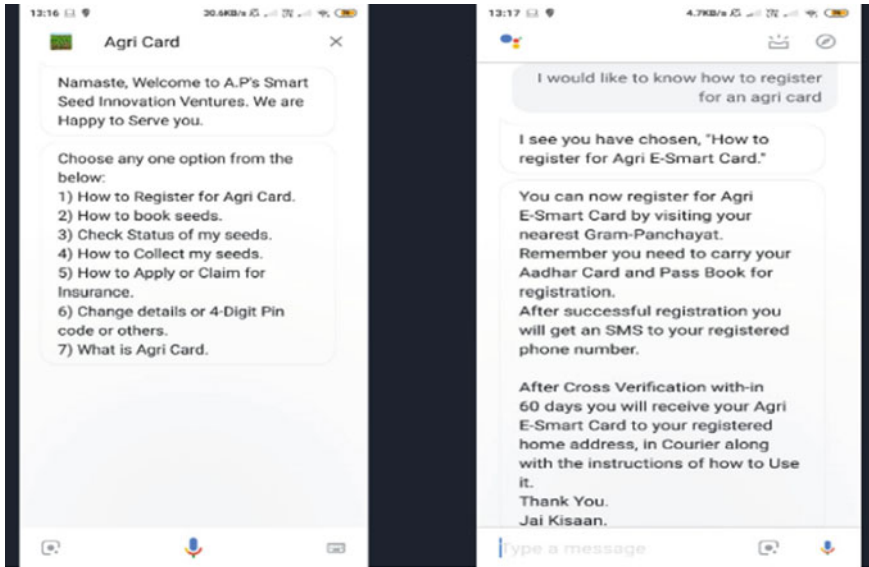 13:16
30.6KB/s
Agri Card
Namaste, Welcome to A.P's Smart
Seed Innovation Ventures. We are
Happy to Serve you.
Choose any one option from the
below:
1) How to Register for Agri Card.
2) How to book seeds.
3) Check Status of my seeds.
4) How to Collect my seeds.
5) How to Apply or Claim for
Insurance.
6) Change details or 4-Digit Pin
code or others.
7) What is Agri Card.
13:17
4.7KB/s
I would like to know how to register
for an agri card
I see you have chosen, "How to
register for Agri E-Smart Card."
You can now register for Agri
E-Smart Card by visiting your
nearest Gram-Panchayat.
Remember you need to carry your
Aadhar Card and Pass Book for
registration.
After successful registration you
will get an SMS to your registered
phone number.
After Cross Verification with-in
60 days you will receive your Agri
E-Smart Card to your registered
home address, in Courier along
with the instructions of how to Use
it.
Thank You.
Jai Kisaan.
Type a message